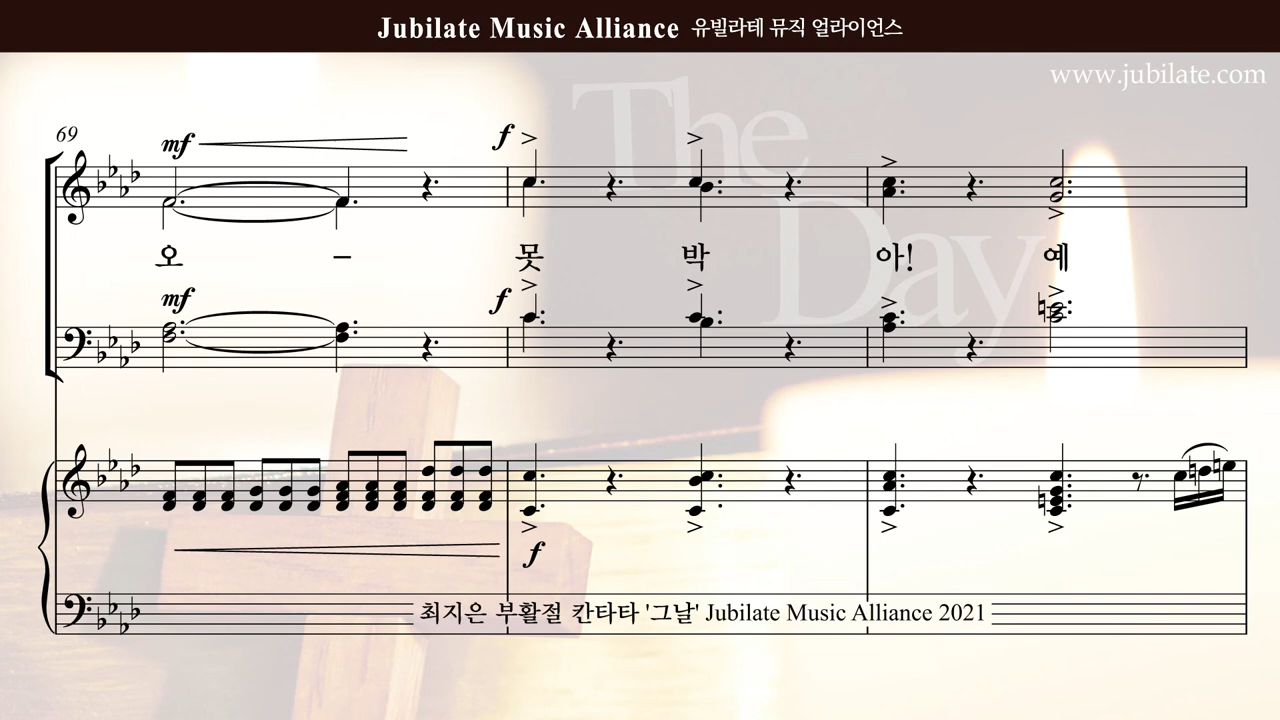 Jubilate Music Alliance 유빌라테 뮤직 얼라이언스
www.jubilate.com
The
Day
69
mf f
오 – 못 박 아! 예
mf f
f
최지은 부활절 칸타타 '그날' Jubilate Music Alliance 2021